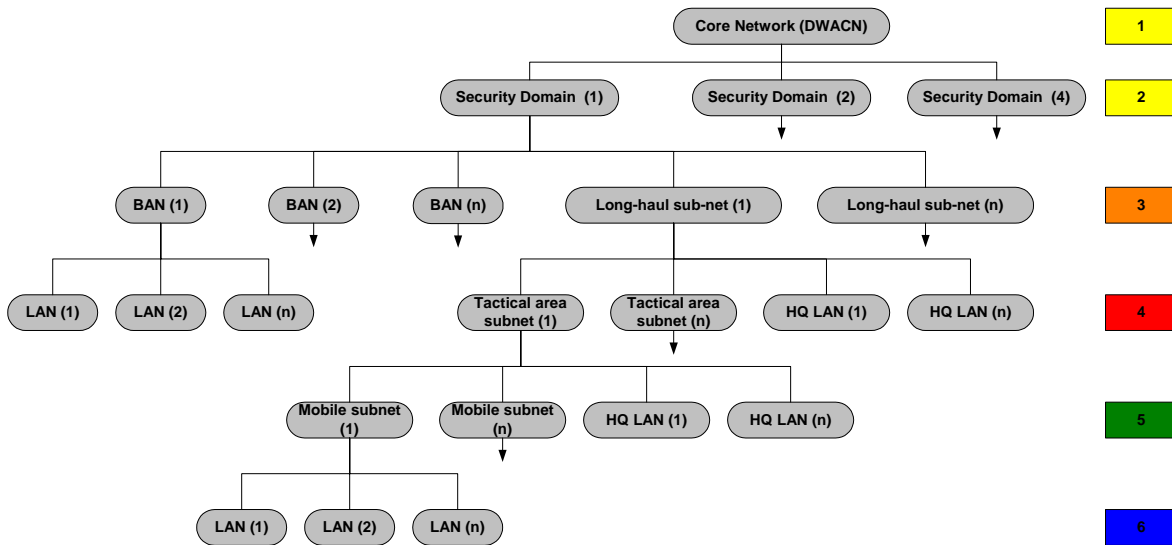 Core Network (DWACN)
1
Security Domain (1)
Security Domain (2)
Security Domain (4)
2
BAN (1)
BAN (2)
BAN (n)
Long-haul sub-net (1)
Long-haul sub-net (n)
3
LAN (1)
LAN (2)
LAN (n)
Tactical area
subnet (1)
Tactical area
subnet (n)
HQ LAN (1)
HQ LAN (n)
4
Mobile subnet
(1)
Mobile subnet
(n)
HQ LAN (1)
HQ LAN (n)
5
LAN (1)
LAN (2)
LAN (n)
6